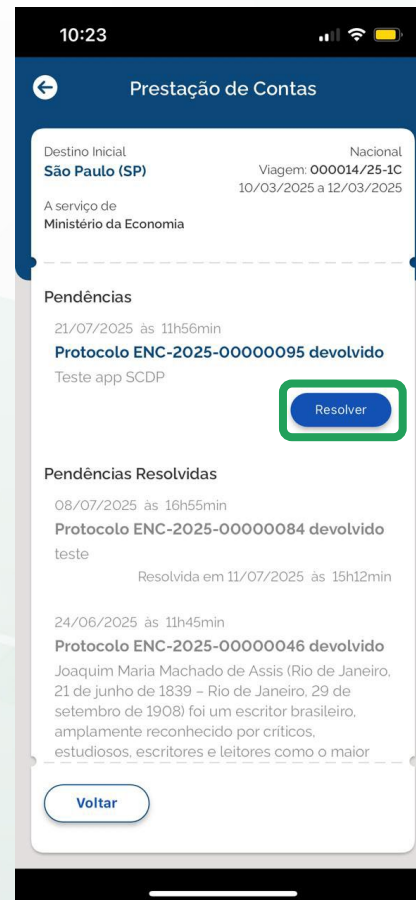 10:23
Prestação de Contas
Destino Inicial
São Paulo (SP)
Nacional
Viagem: 000014/25-1C
10/03/2025 a 12/03/2025
A serviço de
Ministério da Economia
Pendências
21/07/2025 às 11h56min
Protocolo ENC-2025-00000095 devolvido
Teste app SCDP
Resolver
Pendências Resolvidas
08/07/2025 às 16h55min
Protocolo ENC-2025-00000084 devolvido
teste
Resolvida em 11/07/2025 às 15h12min
24/06/2025 às 11h45min
Protocolo ENC-2025-00000046 devolvido
Joaquim Maria Machado de Assis (Rio de Janeiro,
21 de junho de 1839 – Rio de Janeiro, 29 de
setembro de 1908) foi um escritor brasileiro,
amplamente reconhecido por críticos,
estudiosos, escritores e leitores como o maior
Voltar